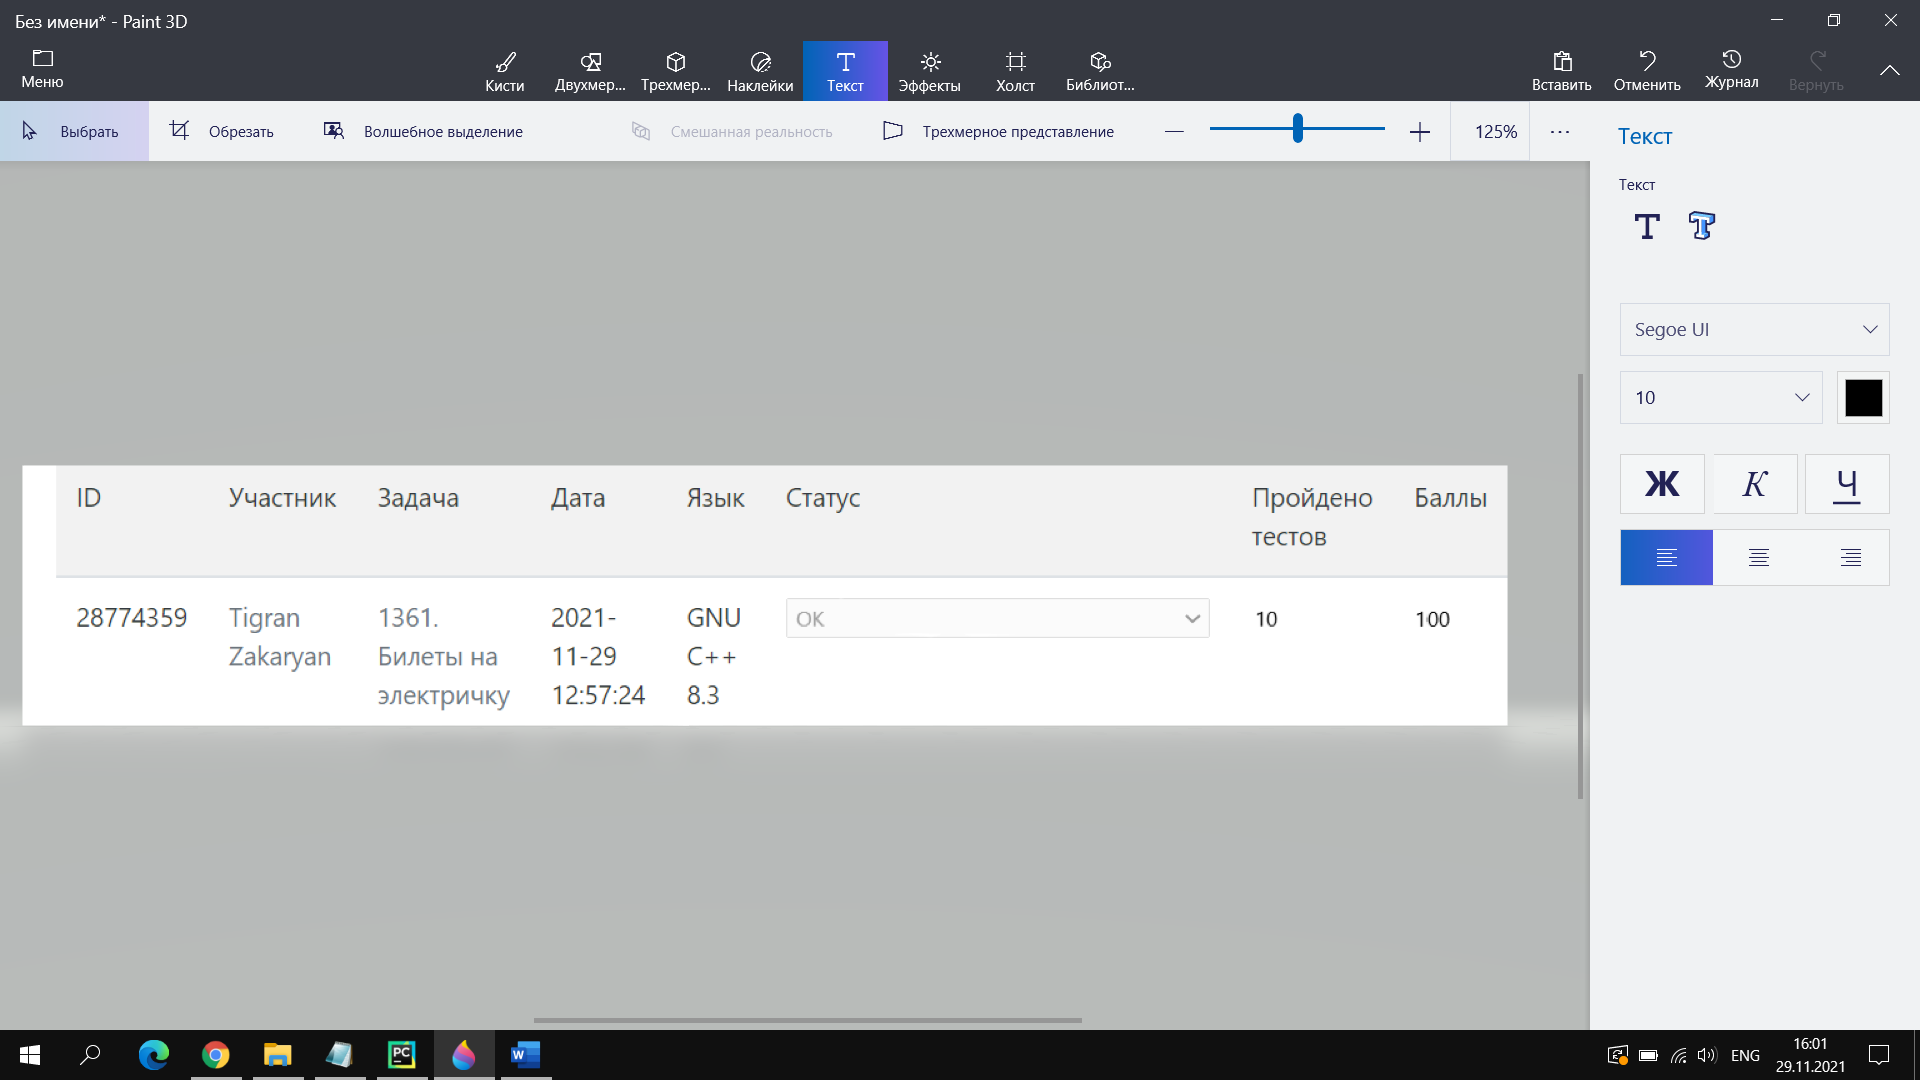 Без имени* - Paint 3D
Меню
Кисти
Двухмер...
Трехмер...
Наклейки
Текст
Эффекты
Холст
Библиот...
Вставить
Отменить
Журнал
Вернуть
Выбрать
Обрезать
Волшебное выделение
Смешанная реальность
Трехмерное представление
125%
Текст
Текст
Segoe UI
10
Ж К Ч
ID Участник Задача Дата Язык Статус Пройдено Баллы
тестов
28774359 Tigran 1361. 2021- GNU OK 10 100
Zakaryan Билеты на 11-29 C++
электричку 12:57:24 8.3
ENG
16:01
29.11.2021